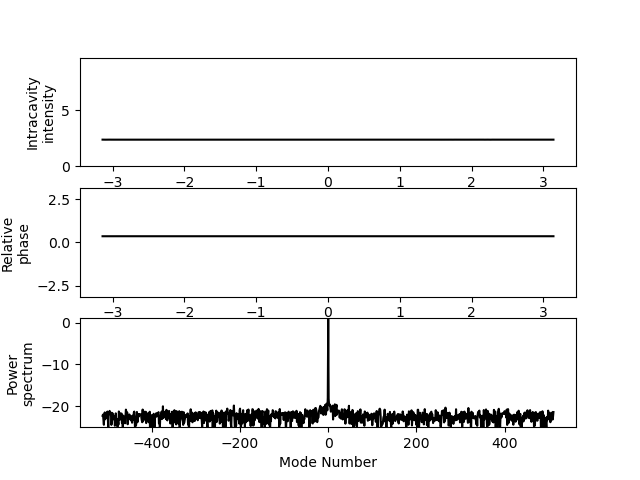 Intracavity
intensity
5
0
−3 −2 −1 0 1 2 3
Relative
phase
2.5
0.0
−2.5
−3 −2 −1 0 1 2 3
Power
spectrum
0
−10
−20
−400 −200 0 200 400
Mode Number